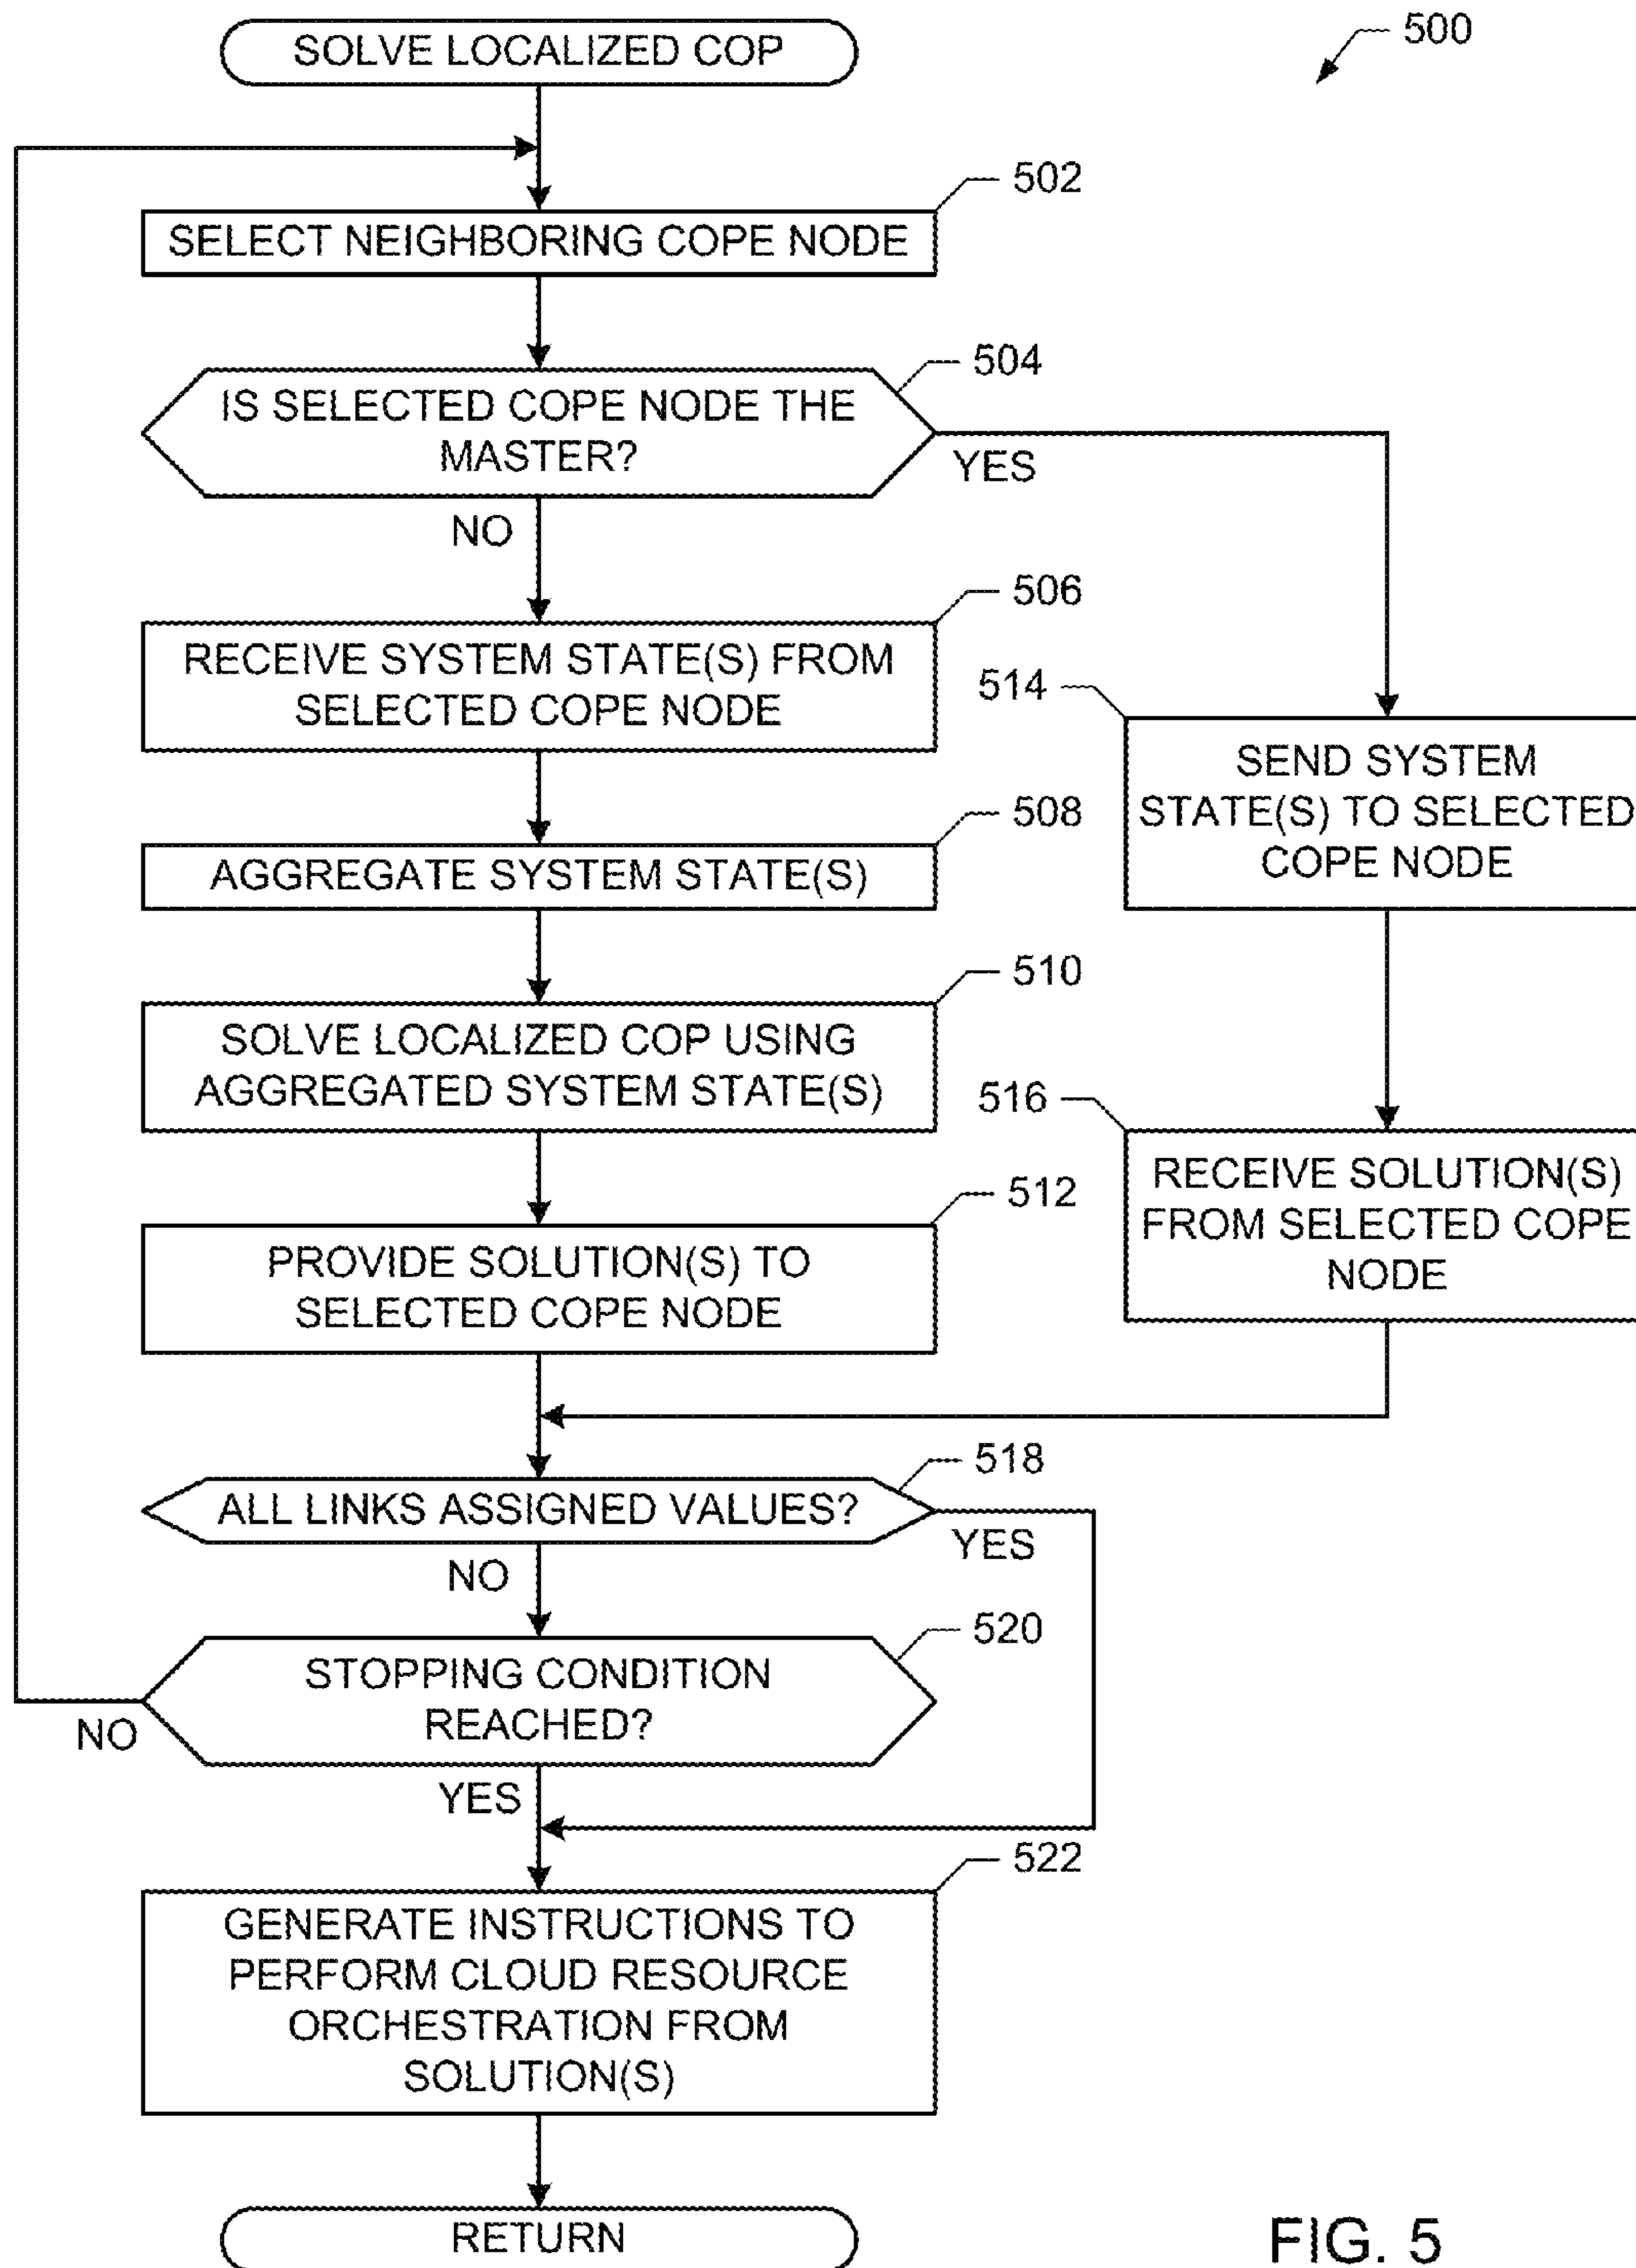 SOLVE LOCALIZED COP
500
502
SELECT NEIGHBORING COPE NODE
504
IS SELECTED COPE NODE THE
MASTER?
YES
NO
506
RECEIVE SYSTEM STATE(S) FROM
SELECTED COPE NODE
514
SEND SYSTEM
STATE(S) TO SELECTED
COPE NODE
508
AGGREGATE SYSTEM STATE(S)
510
SOLVE LOCALIZED COP USING
AGGREGATED SYSTEM STATE(S)
516
RECEIVE SOLUTION(S)
FROM SELECTED COPE
NODE
512
PROVIDE SOLUTION(S) TO
SELECTED COPE NODE
518
ALL LINKS ASSIGNED VALUES?
YES
NO
520
STOPPING CONDITION
REACHED?
NO
YES
522
GENERATE INSTRUCTIONS TO
PERFORM CLOUD RESOURCE
ORCHESTRATION FROM
SOLUTION(S)
RETURN
FIG. 5